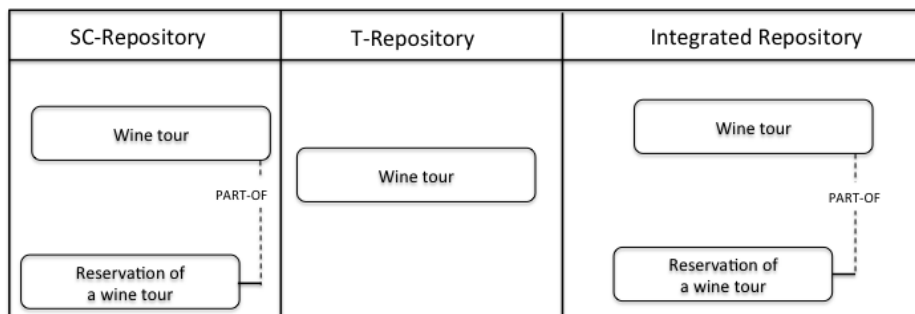 SC-Repository
T-Repository
Integrated Repository
Wine tour
PART-OF
Reservation of
a wine tour
Wine tour
Wine tour
PART-OF
Reservation of
a wine tour